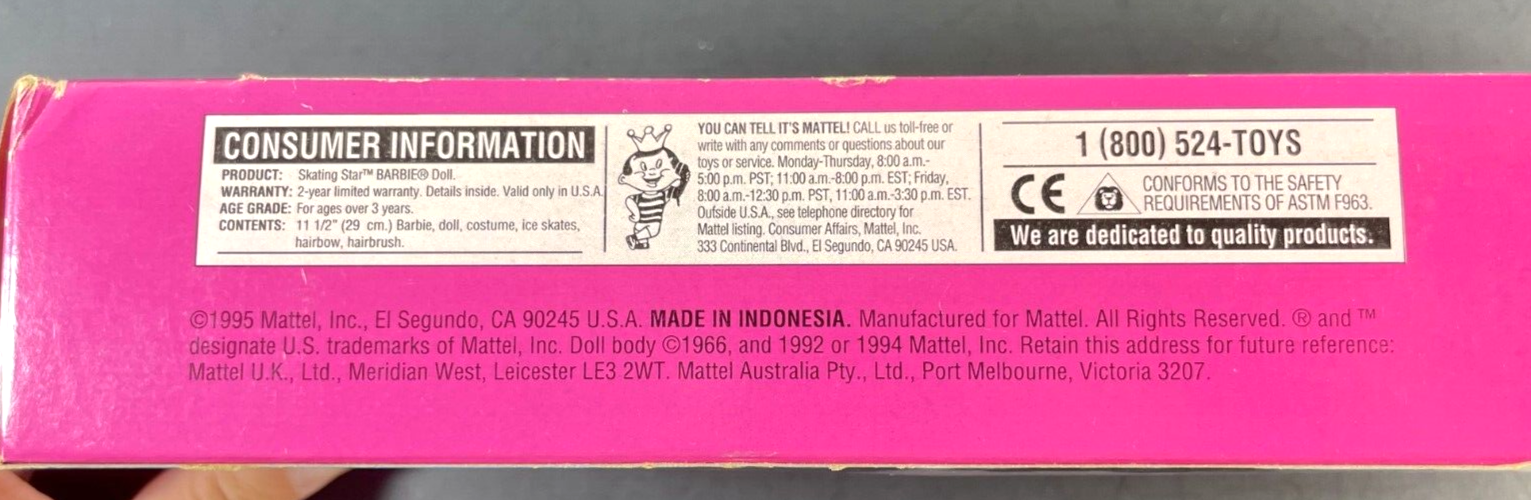 CONSUMER INFORMATION
PRODUCT: Skating Star™ BARBIE® Doll.
WARRANTY: 2-year limited warranty. Details inside. Valid only in U.S.A.
AGE GRADE: For ages over 3 years.
CONTENTS: 11 1/2" (29 cm.) Barbie, doll, costume, ice skates,
hairbow, hairbrush.
YOU CAN TELL IT'S MATTEL! CALL us toll-free or
write with any comments or questions about our
toys or service. Monday-Thursday, 8:00 a.m.-
5:00 p.m. PST; 11:00 a.m.-8:00 p.m. EST; Friday,
8:00 a.m.-12:30 p.m. PST, 11:00 a.m.-3:30 p.m. EST.
Outside U.S.A., see telephone directory for
Mattel listing. Consumer Affairs, Mattel, Inc.
333 Continental Blvd., El Segundo, CA 90245 USA.
1 (800) 524-TOYS
CE
CONFORMS TO THE SAFETY
REQUIREMENTS OF ASTM F963.
We are dedicated to quality products.
©1995 Mattel, Inc., El Segundo, CA 90245 U.S.A. MADE IN INDONESIA. Manufactured for Mattel. All Rights Reserved. ® and ™
designate U.S. trademarks of Mattel, Inc. Doll body ©1966, and 1992 or 1994 Mattel, Inc. Retain this address for future reference:
Mattel U.K., Ltd., Meridian West, Leicester LE3 2WT. Mattel Australia Pty., Ltd., Port Melbourne, Victoria 3207.